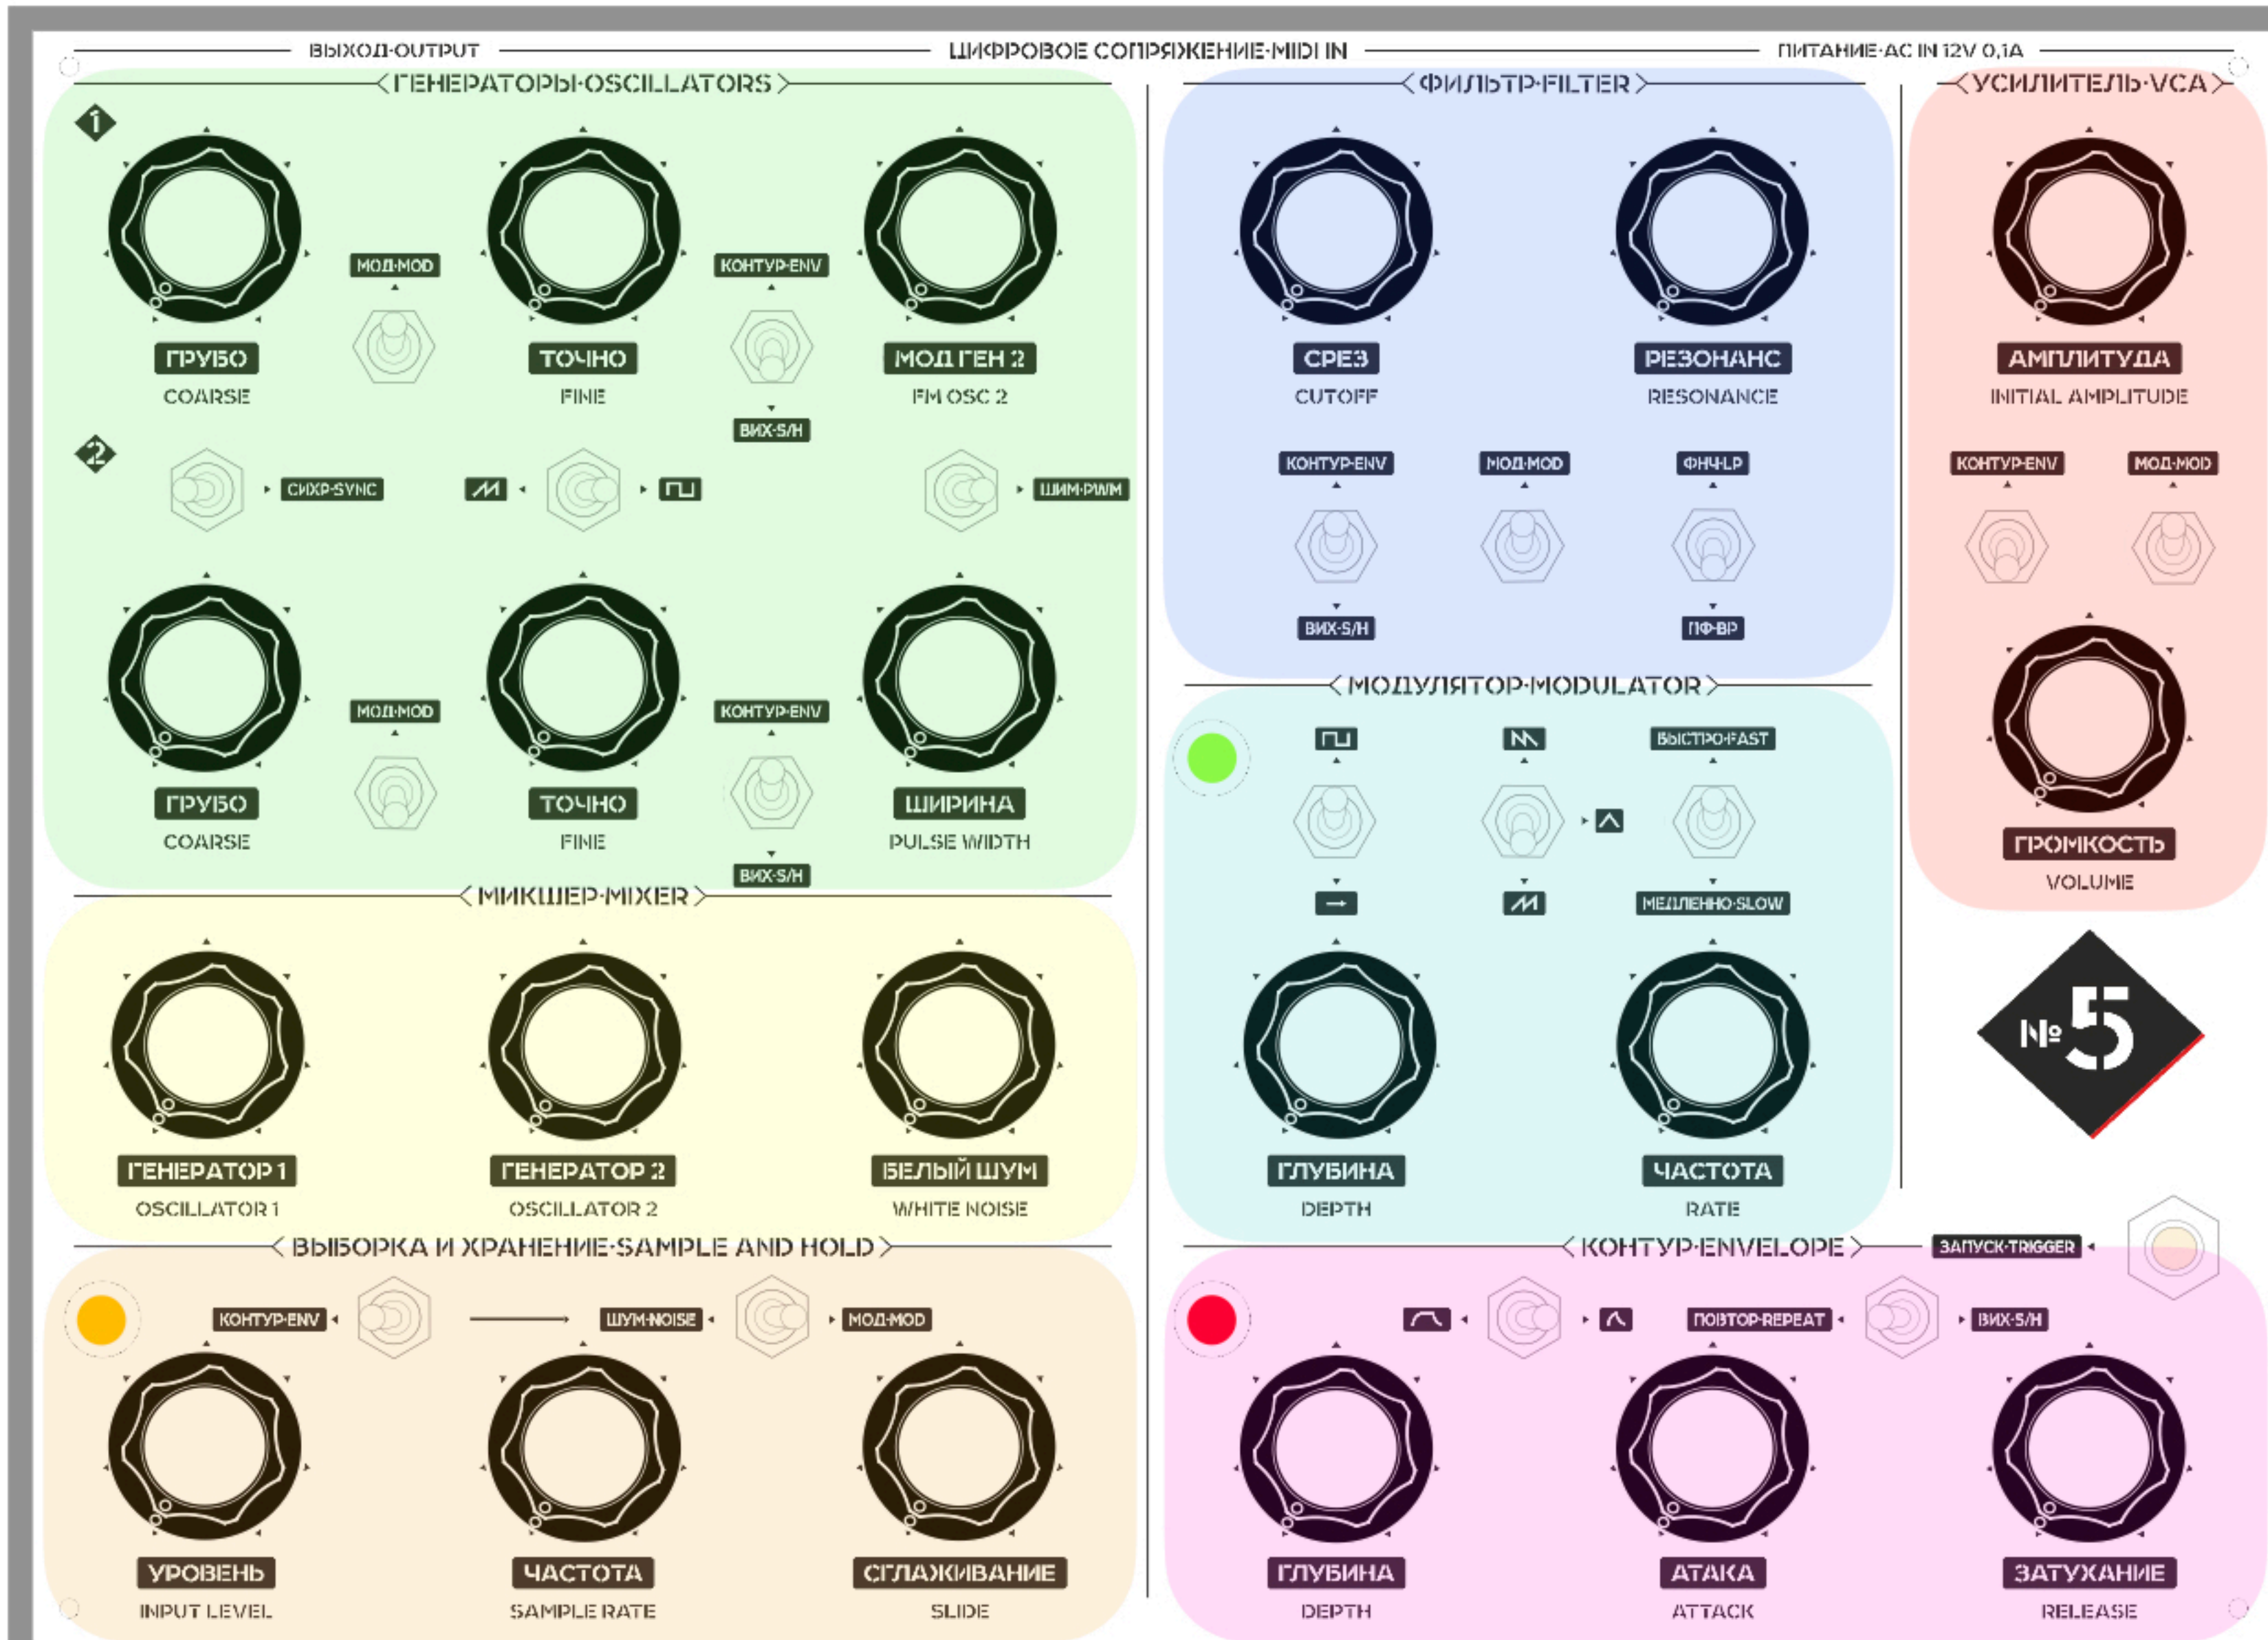 ВЫХОД·OUTPUT
ЦИФРОВОЕ СОПРЯЖЕНИЕ·MIDI IN
ПИТАНИЕ·AC IN 12V 0,1A
ГЕНЕРАТОРЫ·OSCILLATORS
1
МОД·MOD
КОНТУР·ENV
ГРУБО
ТОЧНО
МОД ГЕН 2
COARSE
FINE
FM OSC 2
ВИХ·S/H
2
СИХР·SYNC
ШИМ·PWM
МОД·MOD
КОНТУР·ENV
ГРУБО
ТОЧНО
ШИРИНА
COARSE
FINE
PULSE WIDTH
ВИХ·S/H
МИКШЕР·MIXER
ГЕНЕРАТОР 1
ГЕНЕРАТОР 2
БЕЛЫЙ ШУМ
OSCILLATOR 1
OSCILLATOR 2
WHITE NOISE
ВЫБОРКА И ХРАНЕНИЕ·SAMPLE AND HOLD
КОНТУР·ENV
ШУМ·NOISE
МОД·MOD
УРОВЕНЬ
ЧАСТОТА
СГЛАЖИВАНИЕ
INPUT LEVEL
SAMPLE RATE
SLIDE
ФИЛЬТР·FILTER
СРЕЗ
РЕЗОНАНС
CUTOFF
RESONANCE
КОНТУР·ENV
МОД·MOD
ФНЧ·LP
ВИХ·S/H
ПФ·BP
МОДУЛЯТОР·MODULATOR
БЫСТРО·FAST
МЕДЛЕННО·SLOW
ГЛУБИНА
ЧАСТОТА
DEPTH
RATE
УСИЛИТЕЛЬ·VCA
АМПЛИТУДА
INITIAL AMPLITUDE
КОНТУР·ENV
МОД·MOD
ГРОМКОСТЬ
VOLUME
№5
КОНТУР·ENVELOPE
ЗАПУСК·TRIGGER
ПОВТОР·REPEAT
ВИХ·S/H
ГЛУБИНА
АТАКА
ЗАТУХАНИЕ
DEPTH
ATTACK
RELEASE